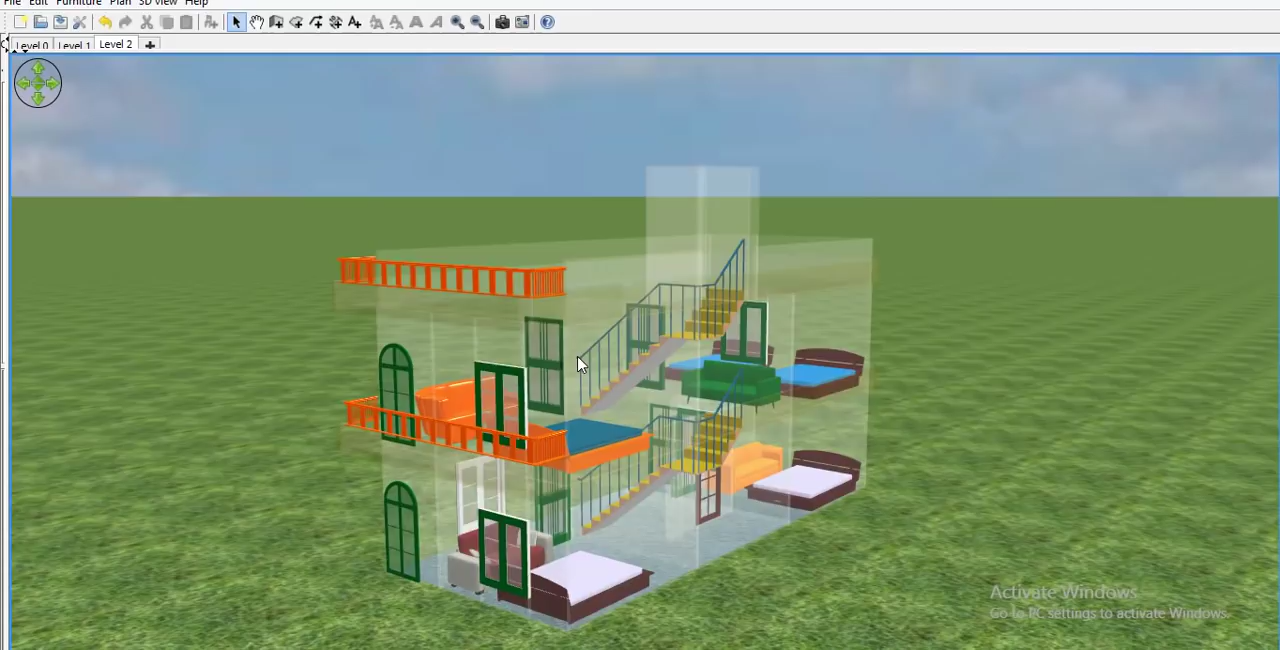 File Edit Furniture Plan 3D view Help
Level 0 Level 1 Level 2
Activate Windows
Go to PC settings to activate Windows.